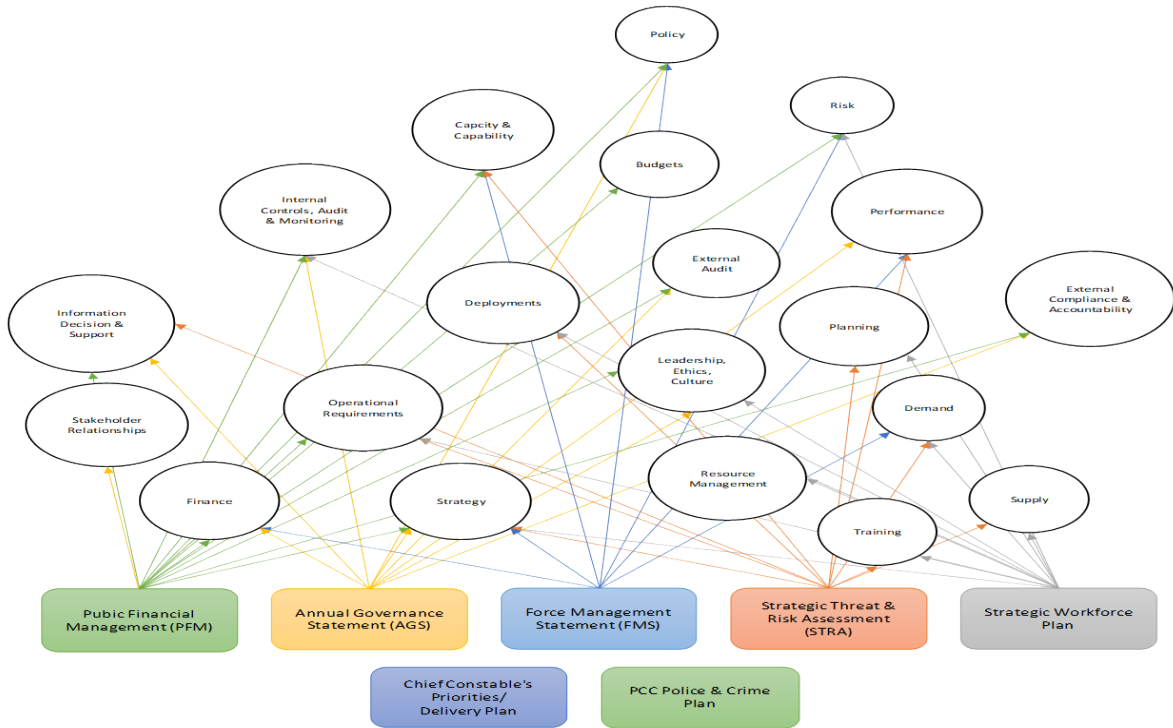 Policy
Capcity &
Capability
Risk
Budgets
Internal
Controls, Audit
& Monitoring
Performance
External
Audit
Deployments
External
Compliance &
Accountability
Information
Decision &
Support
Planning
Leadership,
Ethics,
Culture
Operational
Requirements
Demand
Stakeholder
Relationships
Resource
Management
Finance
Strategy
Supply
Training
Pubic Financial
Management (PFM)
Annual Governance
Statement (AGS)
Force Management
Statement (FMS)
Strategic Threat &
Risk Assessment
(STRA)
Strategic Workforce
Plan
Chief Constable's
Priorities/
Delivery Plan
PCC Police & Crime
Plan